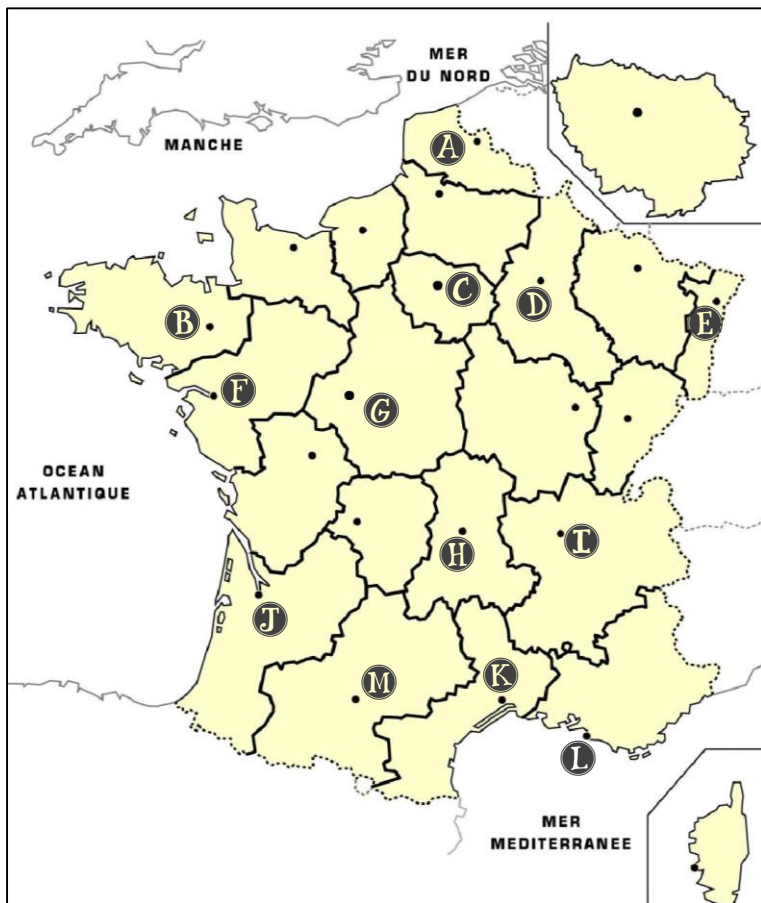 MER
DU NORD
MANCHE
A
C
D
B
E
F
G
OCEAN
ATLANTIQUE
H
I
J
M
K
L
MER
MEDITERRANEE